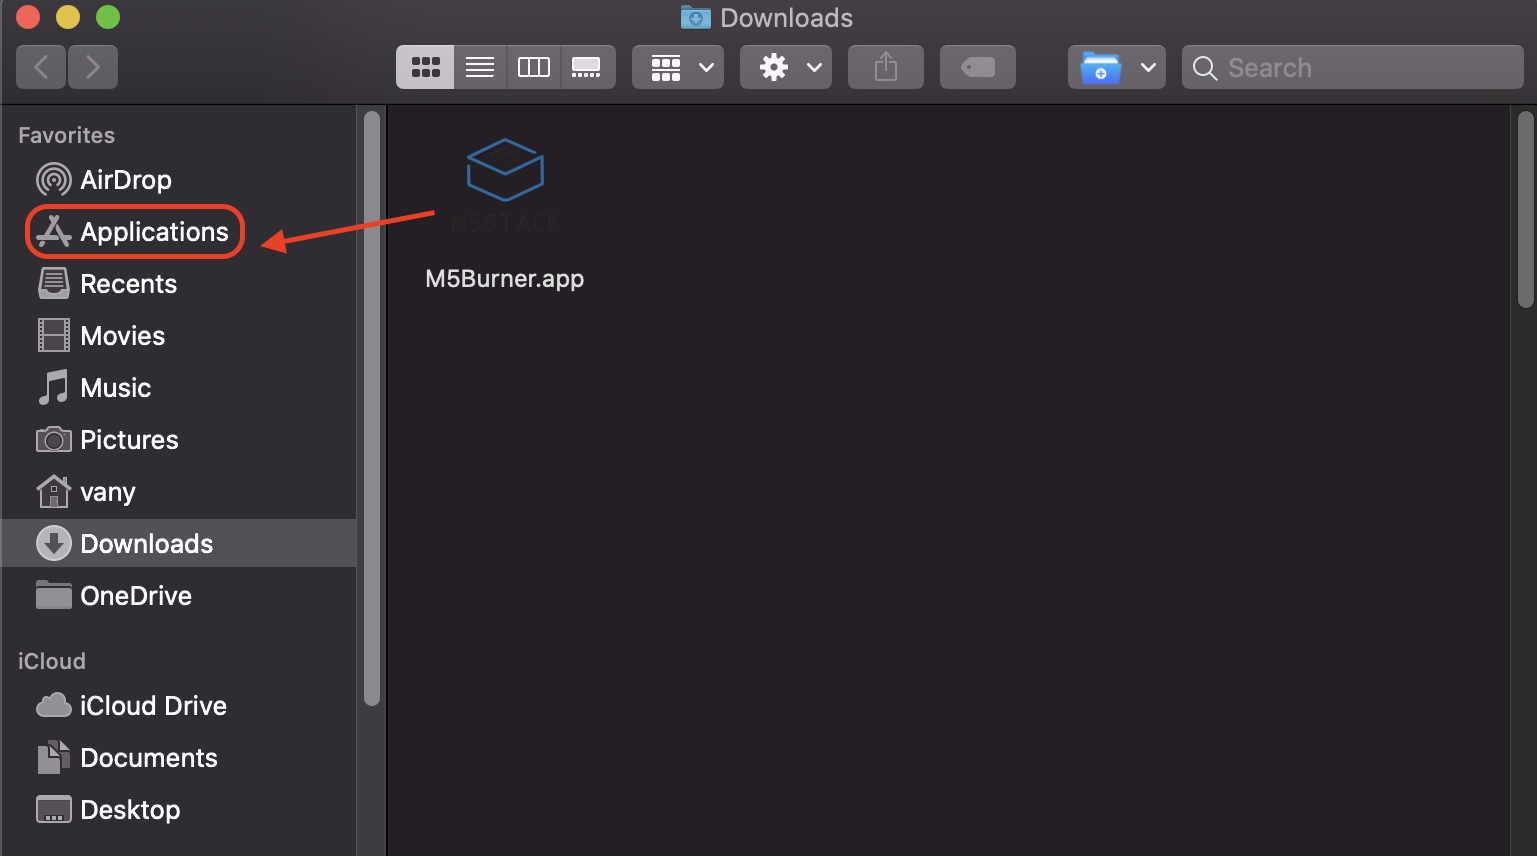 Downloads
Search
Favorites
AirDrop
Applications
Recents
Movies
Music
Pictures
vany
Downloads
OneDrive
iCloud
iCloud Drive
Documents
Desktop
M5STACK
M5Burner.app